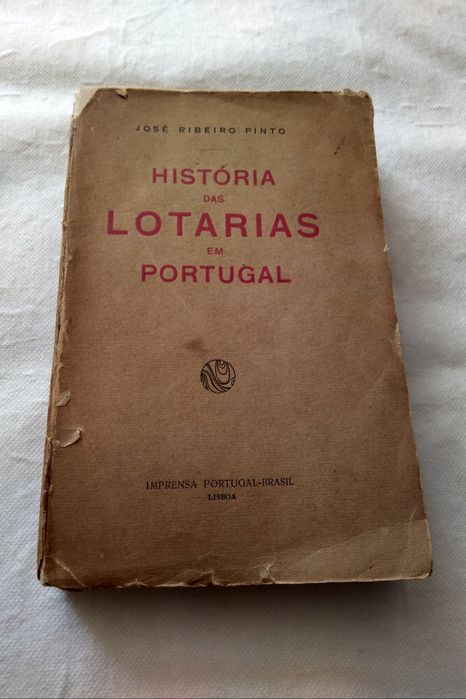 JOSÉ RIBEIRO PINTO
HISTÓRIA
DAS
LOTARIAS
EM
PORTUGAL
IMPRENSA PORTUGAL-BRASIL
LISBOA